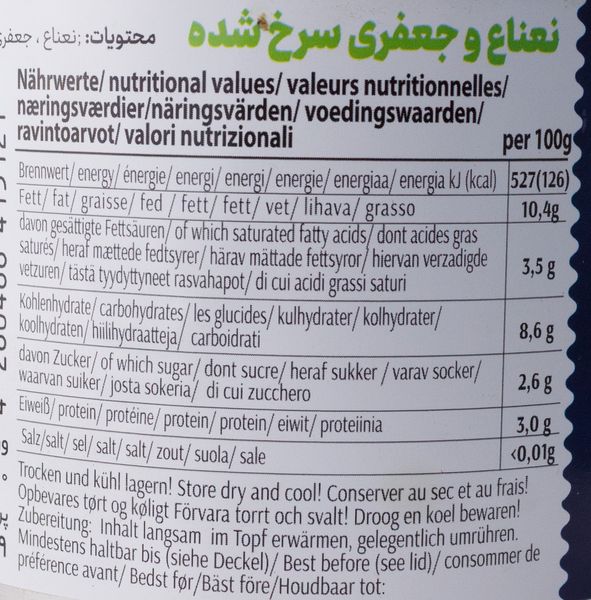 نعناع و جعفری سرخ شده
محتویات: نعناع، جعفر
Nährwerte/ nutritional values/ valeurs nutritionnelles/
næringsværdier/näringsvärden/ voedingswaarden/
ravintoarvot/ valori nutrizionali per 100g
Brennwert/ energy/ énergie/ energi/ energi/ energie/ energiaa/ energia kJ (kcal) 527(126)
Fett/ fat/ graisse/ fed / fett/ fett/ vet/ lihava/ grasso 10,4g
davon gesättigte Fettsäuren/ of which saturated fatty acids/ dont acides gras
saturés/ heraf mættede fedtsyrer/ härav mättade fettsyror/ hiervan verzadigde
vetzuren/ tästä tyydyttyneet rasvahapot/ di cui acidi grassi saturi 3,5 g
Kohlenhydrate/ carbohydrates/ les glucides/ kulhydrater/ kolhydrater/
koolhydraten/ hiilihydraatteja/ carboidrati 8,6 g
davon Zucker/ of which sugar/ dont sucre/ heraf sukker / varav socker/
waarvan suiker/ josta sokeria/ di cui zucchero 2,6 g
Eiweiß/ protein/ protéine/ protein/ protein/ eiwit/ proteiinia 3,0 g
Salz/salt/ sel/ salt/ salt/ zout/ suola/ sale <0,01g
Trocken und kühl lagern! Store dry and cool! Conserver au sec et au frais!
Opbevares tørt og køligt Förvara torrt och svalt! Droog en koel bewaren!
Zubereitung: Inhalt langsam im Topf erwärmen, gelegentlich umrühren.
Mindestens haltbar bis (siehe Deckel)/ Best before (see lid)/ consommer de
préférence avant/ Bedst før/Bäst före/Houdbaar tot: